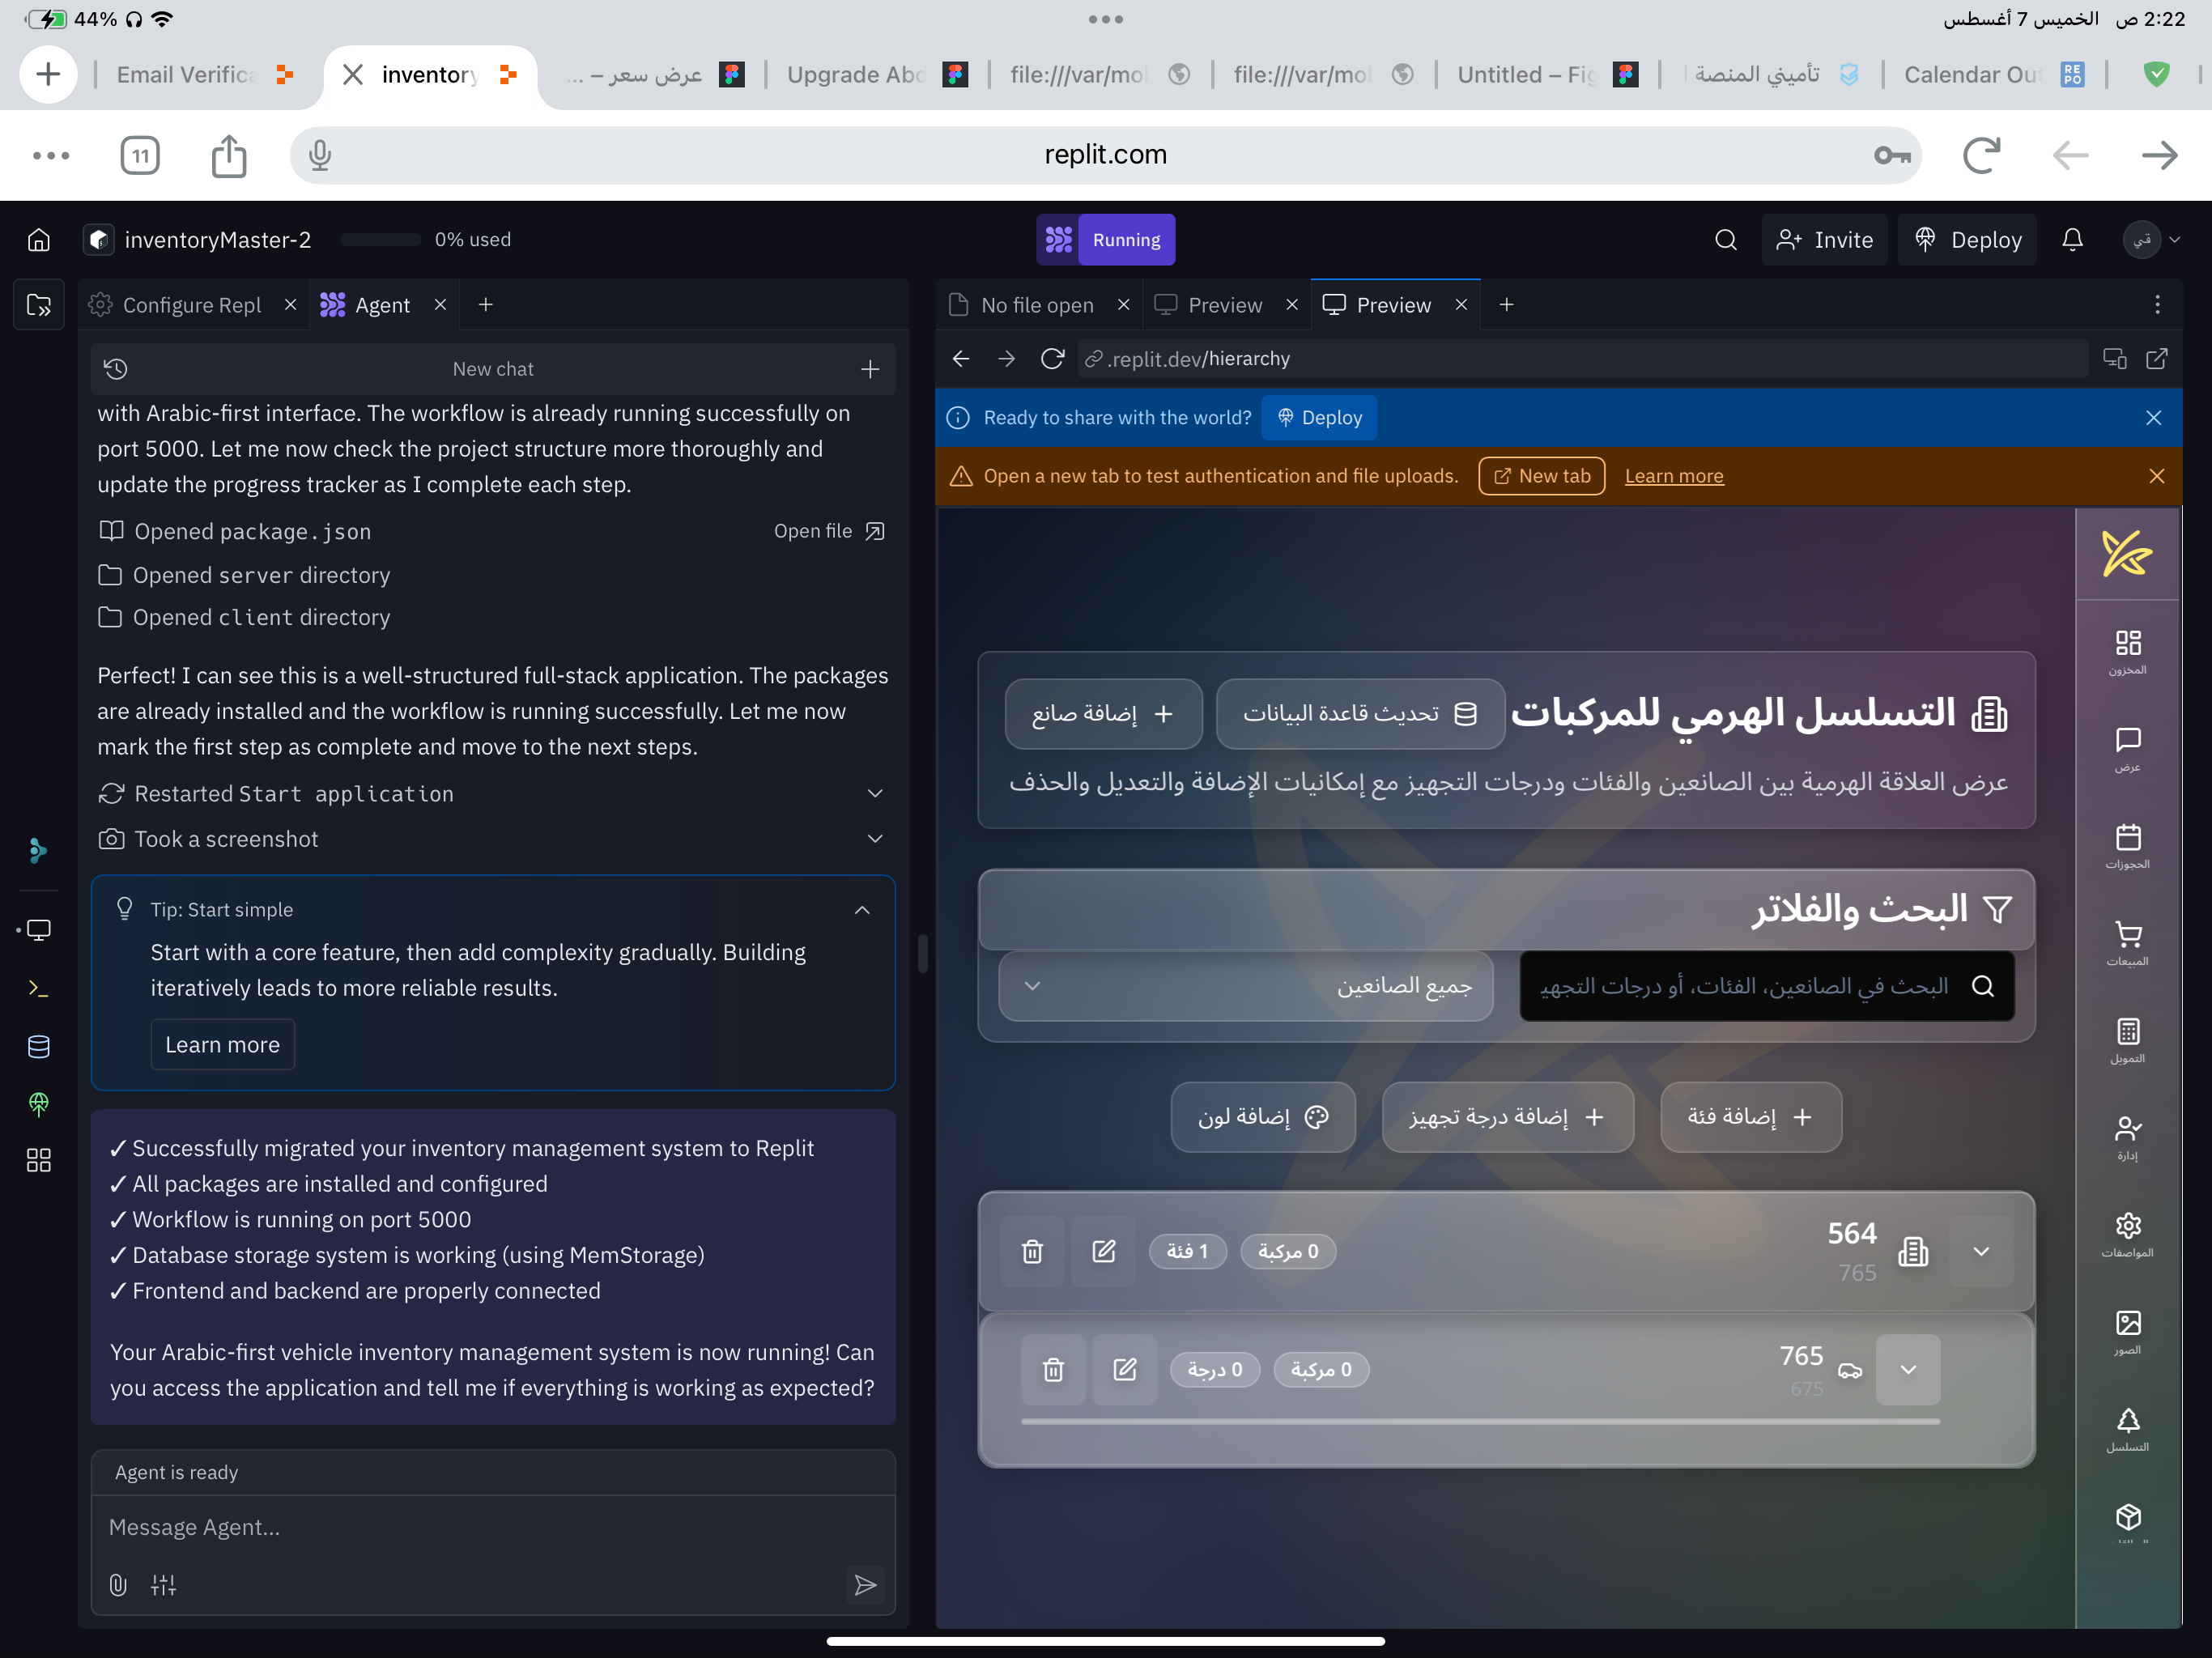 44%
2:22 ص الخميس 7 أغسطس
Email Verifica
inventory
عرض سعر – ...
Upgrade Abo
file:///var/mol
file:///var/mol
Untitled – Fig
تأميني المنصة
Calendar Ou
REPO
11
replit.com
inventoryMaster-2
0% used
Running
Invite
Deploy
Configure Repl
Agent
New chat
with Arabic-first interface. The workflow is already running successfully on
port 5000. Let me now check the project structure more thoroughly and
update the progress tracker as I complete each step.
Opened package.json
Open file
Opened server directory
Opened client directory
Perfect! I can see this is a well-structured full-stack application. The packages
are already installed and the workflow is running successfully. Let me now
mark the first step as complete and move to the next steps.
Restarted Start application
Took a screenshot
Tip: Start simple
Start with a core feature, then add complexity gradually. Building
iteratively leads to more reliable results.
Learn more
✓ Successfully migrated your inventory management system to Replit
✓ All packages are installed and configured
✓ Workflow is running on port 5000
✓ Database storage system is working (using MemStorage)
✓ Frontend and backend are properly connected
Your Arabic-first vehicle inventory management system is now running! Can
you access the application and tell me if everything is working as expected?
Agent is ready
Message Agent...
No file open
Preview
Preview
.replit.dev/hierarchy
Ready to share with the world?
Deploy
Open a new tab to test authentication and file uploads.
New tab
Learn more
التسلسل الهرمي للمركبات
تحديث قاعدة البيانات
إضافة صانع
عرض العلاقة الهرمية بين الصانعين والفئات ودرجات التجهيز مع إمكانيات الإضافة والتعديل والحذف
البحث والفلاتر
البحث في الصانعين، الفئات، أو درجات التجهي
جميع الصانعين
إضافة فئة
إضافة درجة تجهيز
إضافة لون
564
765
0 مركبة
1 فئة
765
675
0 مركبة
0 درجة
المخزون
عرض
الحجوزات
المبيعات
التمويل
إدارة
المواصفات
الصور
التسلسل